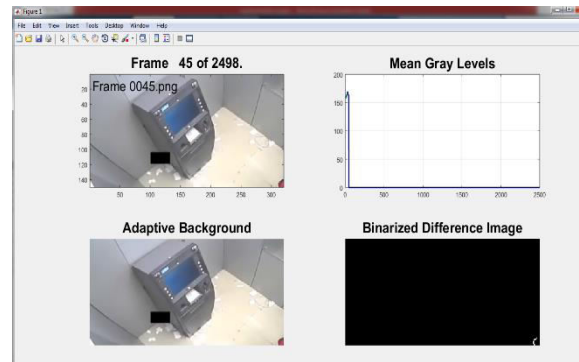 Figure 1
File Edit View Insert Tools Desktop Window Help
Frame 45 of 2498.
Frame 0045.png
20
40
60
80
100
120
140
50 100 150 200 250 300
Mean Gray Levels
200
150
100
50
0
0 500 1000 1500 2000 2500
Adaptive Background
Binarized Difference Image